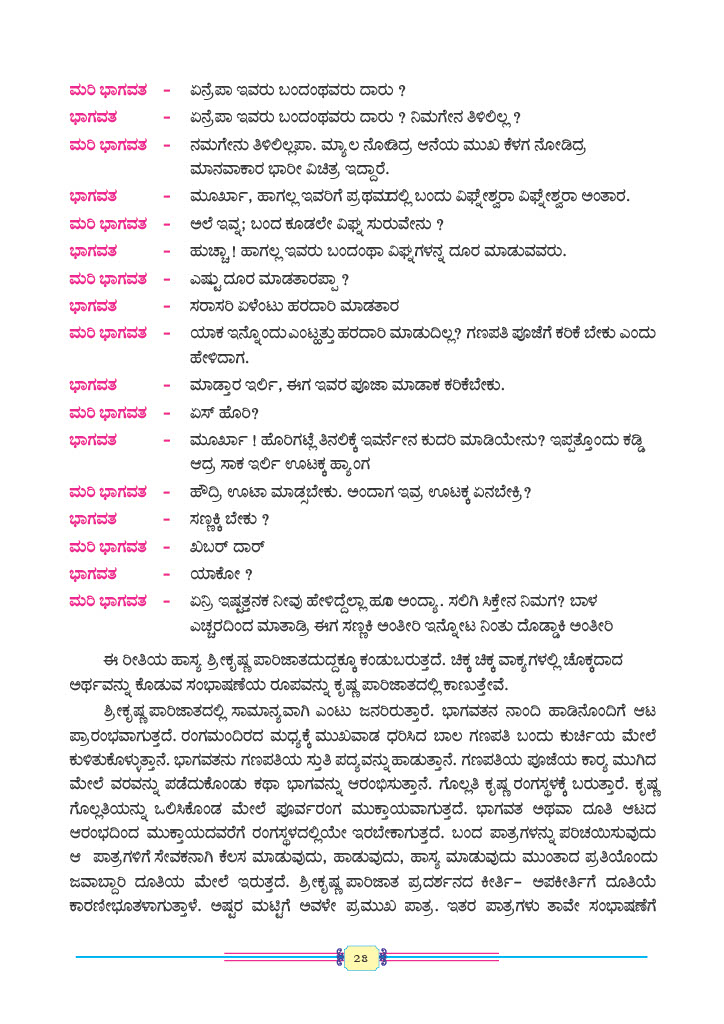 ಮರಿ ಭಾಗವತ - ಏನ್ರೆಪಾ ಇವರು ಬಂದಂಥವರು ದಾರು ?
ಭಾಗವತ - ಏನ್ರೆಪಾ ಇವರು ಬಂದಂಥವರು ದಾರು ? ನಿಮಗೇನ ತಿಳಿಲಿಲ್ಲ ?
ಮರಿ ಭಾಗವತ - ನಮಗೇನು ತಿಳಿಲಿಲ್ಲಪಾ. ಮ್ಯಾಲ ನೋಡಿದ್ರ ಆನೆಯ ಮುಖ ಕೆಳಗ ನೋಡಿದ್ರ
ಮಾನವಾಕಾರ ಭಾರೀ ವಿಚಿತ್ರ ಇದ್ದಾರೆ.
ಭಾಗವತ - ಮೂರ್ಖಾ, ಹಾಗಲ್ಲ ಇವರಿಗೆ ಪ್ರಥಮದಲ್ಲಿ ಬಂದು ವಿಘ್ನೇಶ್ವರಾ ವಿಘ್ನೇಶ್ವರಾ ಅಂತಾರ.
ಮರಿ ಭಾಗವತ - ಅಲೆ ಇವ್ನ; ಬಂದ ಕೂಡಲೇ ವಿಘ್ನ ಸುರುವೇನು ?
ಭಾಗವತ - ಹುಚ್ಚಾ! ಹಾಗಲ್ಲ ಇವರು ಬಂದಂಥಾ ವಿಘ್ನಗಳನ್ನ ದೂರ ಮಾಡುವವರು.
ಮರಿ ಭಾಗವತ - ಎಷ್ಟು ದೂರ ಮಾಡತಾರಪ್ಪಾ ?
ಭಾಗವತ - ಸರಾಸರಿ ಏಳೆಂಟು ಹರದಾರಿ ಮಾಡತಾರ
ಮರಿ ಭಾಗವತ - ಯಾಕ ಇನ್ನೊಂದು ಎಂಟ್ಹತ್ತು ಹರದಾರಿ ಮಾಡುದಿಲ್ಲ? ಗಣಪತಿ ಪೂಜೆಗೆ ಕರಿಕೆ ಬೇಕು ಎಂದು
ಹೇಳಿದಾಗ.
ಭಾಗವತ - ಮಾಡ್ತಾರ ಇರ್ಲಿ, ಈಗ ಇವರ ಪೂಜಾ ಮಾಡಾಕ ಕರಿಕೆಬೇಕು.
ಮರಿ ಭಾಗವತ - ಏಸ್ ಹೊರಿ?
ಭಾಗವತ - ಮೂರ್ಖಾ ! ಹೊರಿಗಟ್ಲೆ ತಿನಲಿಕ್ಕೆ ಇವರ್ನೇನ ಕುದರಿ ಮಾಡಿಯೇನು? ಇಪ್ಪತ್ತೊಂದು ಕಡ್ಡಿ
ಆದ್ರ ಸಾಕ ಇರ್ಲಿ ಊಟಕ್ಕ ಹ್ಯಾಂಗ
ಮರಿ ಭಾಗವತ - ಹೌದ್ರಿ ಊಟಾ ಮಾಡ್ಸಬೇಕು. ಅಂದಾಗ ಇವ್ರ ಊಟಕ್ಕ ಏನಬೇಕ್ರಿ?
ಭಾಗವತ - ಸಣ್ಣಕ್ಕಿ ಬೇಕು ?
ಮರಿ ಭಾಗವತ - ಖಬರ್ ದಾರ್
ಭಾಗವತ - ಯಾಕೋ ?
ಮರಿ ಭಾಗವತ - ಏನ್ರಿ ಇಷ್ಟತ್ತನಕ ನೀವು ಹೇಳಿದ್ದೆಲ್ಲಾ ಹೂಂ ಅಂದ್ಯಾ.. ಸಲಿಗಿ ಸಿಕ್ತೇನ ನಿಮಗ? ಬಾಳ
ಎಚ್ಚರದಿಂದ ಮಾತಾಡ್ರಿ ಈಗ ಸಣ್ಣಕಿ ಅಂತೀರಿ ಇನ್ನೋಟ ನಿಂತು ದೊಡ್ಡಾಕಿ ಅಂತೀರಿ
ಈ ರೀತಿಯ ಹಾಸ್ಯ ಶ್ರೀಕೃಷ್ಣ ಪಾರಿಜಾತದುದ್ದಕ್ಕೂ ಕಂಡುಬರುತ್ತದೆ. ಚಿಕ್ಕ ಚಿಕ್ಕ ವಾಕ್ಯಗಳಲ್ಲಿ ಚೊಕ್ಕದಾದ
ಅರ್ಥವನ್ನು ಕೊಡುವ ಸಂಭಾಷಣೆಯ ರೂಪವನ್ನು ಕೃಷ್ಣ ಪಾರಿಜಾತದಲ್ಲಿ ಕಾಣುತ್ತೇವೆ.
ಶ್ರೀಕೃಷ್ಣ ಪಾರಿಜಾತದಲ್ಲಿ ಸಾಮಾನ್ಯವಾಗಿ ಎಂಟು ಜನರಿರುತ್ತಾರೆ. ಭಾಗವತನ ನಾಂದಿ ಹಾಡಿನೊಂದಿಗೆ ಆಟ
ಪ್ರಾರಂಭವಾಗುತ್ತದೆ. ರಂಗಮಂದಿರದ ಮಧ್ಯಕ್ಕೆ ಮುಖವಾಡ ಧರಿಸಿದ ಬಾಲ ಗಣಪತಿ ಬಂದು ಕುರ್ಚಿಯ ಮೇಲೆ
ಕುಳಿತುಕೊಳ್ಳುತ್ತಾನೆ. ಭಾಗವತನು ಗಣಪತಿಯ ಸ್ತುತಿ ಪದ್ಯವನ್ನು ಹಾಡುತ್ತಾನೆ. ಗಣಪತಿಯ ಪೂಜೆಯ ಕಾರ‍್ಯ ಮುಗಿದ
ಮೇಲೆ ವರವನ್ನು ಪಡೆದುಕೊಂಡು ಕಥಾ ಭಾಗವನ್ನು ಆರಂಭಿಸುತ್ತಾನೆ. ಗೊಲ್ಲತಿ ಕೃಷ್ಣ ರಂಗಸ್ಥಳಕ್ಕೆ ಬರುತ್ತಾರೆ. ಕೃಷ್ಣ
ಗೊಲ್ಲತಿಯನ್ನು ಒಲಿಸಿಕೊಂಡ ಮೇಲೆ ಪೂರ್ವರಂಗ ಮುಕ್ತಾಯವಾಗುತ್ತದೆ. ಭಾಗವತ ಅಥವಾ ದೂತಿ ಆಟದ
ಆರಂಭದಿಂದ ಮುಕ್ತಾಯದವರೆಗೆ ರಂಗಸ್ಥಳದಲ್ಲಿಯೇ ಇರಬೇಕಾಗುತ್ತದೆ. ಬಂದ ಪಾತ್ರಗಳನ್ನು ಪರಿಚಯಿಸುವುದು
ಆ ಪಾತ್ರಗಳಿಗೆ ಸೇವಕನಾಗಿ ಕೆಲಸ ಮಾಡುವುದು, ಹಾಡುವುದು, ಹಾಸ್ಯ ಮಾಡುವುದು ಮುಂತಾದ ಪ್ರತಿಯೊಂದು
ಜವಾಬ್ದಾರಿ ದೂತಿಯ ಮೇಲೆ ಇರುತ್ತದೆ. ಶ್ರೀಕೃಷ್ಣ ಪಾರಿಜಾತ ಪ್ರದರ್ಶನದ ಕೀರ್ತಿ- ಅಪಕೀರ್ತಿಗೆ ದೂತಿಯೆ
ಕಾರಣೀಭೂತಳಾಗುತ್ತಾಳೆ. ಅಷ್ಟರ ಮಟ್ಟಿಗೆ ಅವಳೇ ಪ್ರಮುಖ ಪಾತ್ರ. ಇತರ ಪಾತ್ರಗಳು ತಾವೇ ಸಂಭಾಷಣೆಗೆ
28